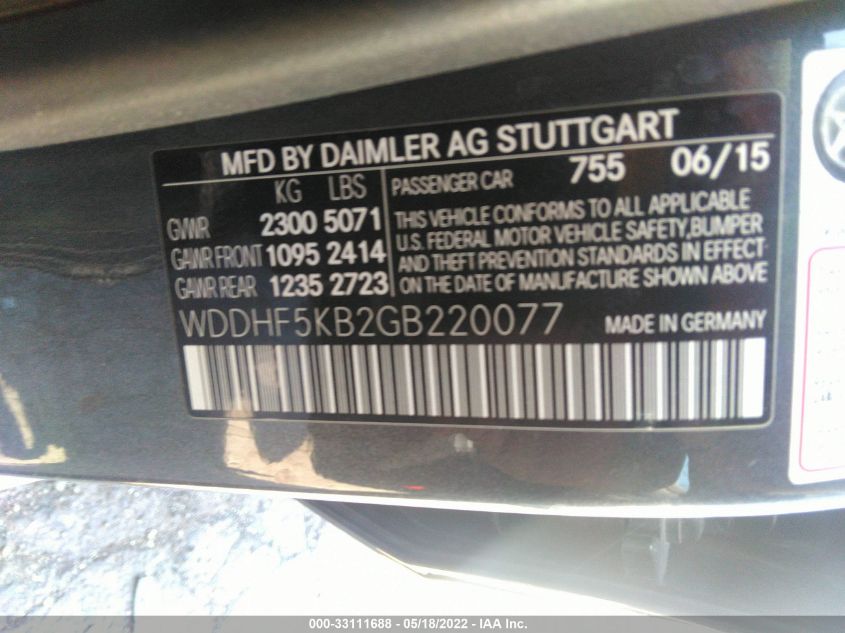 MFD BY DAIMLER AG STUTTGART
KG LBS
GVWR 2300 5071
GAWR FRONT 1095 2414
GAWR REAR 1235 2723
PASSENGER CAR 755 06/15
THIS VEHICLE CONFORMS TO ALL APPLICABLE
U.S. FEDERAL MOTOR VEHICLE SAFETY,BUMPER
AND THEFT PREVENTION STANDARDS IN EFFECT
ON THE DATE OF MANUFACTURE SHOWN ABOVE
WDDHF5KB2GB220077 MADE IN GERMANY
000-33111688 - 05/18/2022 - IAA Inc.